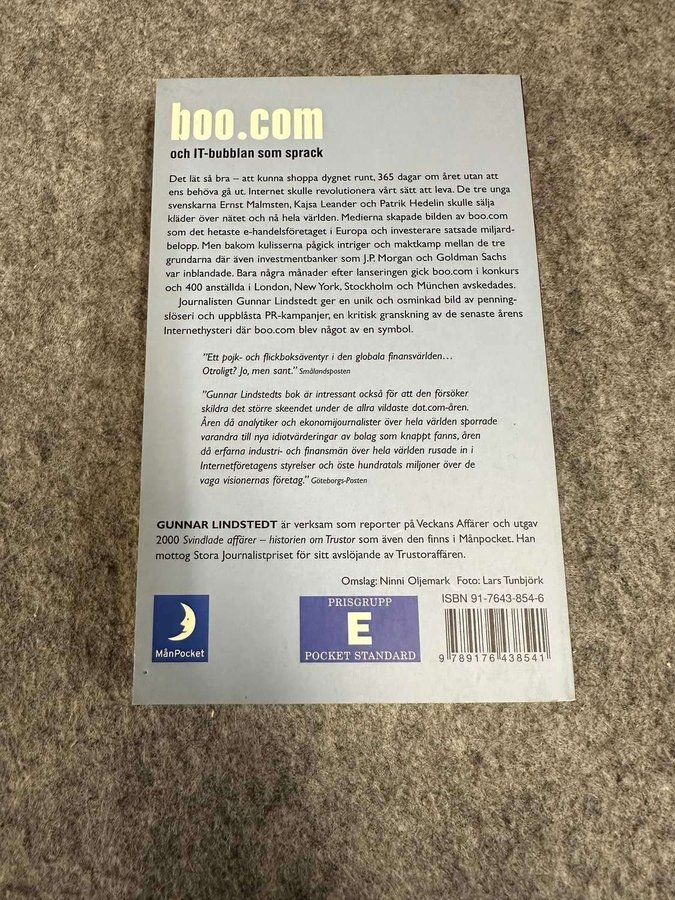 boo.com
och IT-bubblan som sprack
Det lät så bra – att kunna shoppa dygnet runt, 365 dagar om året utan att
ens behöva gå ut. Internet skulle revolutionera vårt sätt att leva. De tre unga
svenskarna Ernst Malmsten, Kajsa Leander och Patrik Hedelin skulle sälja
kläder över nätet och nå hela världen. Medierna skapade bilden av boo.com
som det hetaste e-handelsföretaget i Europa och investerare satsade miljard-
belopp. Men bakom kulisserna pågick intriger och maktkamp mellan de tre
grundarna där även investmentbanker som J.P. Morgan och Goldman Sachs
var inblandade. Bara några månader efter lanseringen gick boo.com i konkurs
och 400 anställda i London, New York, Stockholm och München avskedades.
Journalisten Gunnar Lindstedt ger en unik och osminkad bild av penning-
slöseri och uppblåsta PR-kampanjer, en kritisk granskning av de senaste årens
Internethysteri där boo.com blev något av en symbol.
"Ett pojk- och flickboksäventyr i den globala finansvärlden…
Otroligt? Jo, men sant." Smålandsposten
"Gunnar Lindstedts bok är intressant också för att den försöker
skildra det större skeendet under de allra vildaste dot.com-åren.
Åren då analytiker och ekonomijournalister över hela världen sporrade
varandra till nya idiotvärderingar av bolag som knappt fanns, åren
då erfarna industri- och finansmän över hela världen rusade in i
Internetföretagens styrelser och öste hundratals miljoner över de
vaga visionernas företag." Göteborgs-Posten
GUNNAR LINDSTEDT är verksam som reporter på Veckans Affärer och utgav
2000 Svindlade affärer – historien om Trustor som även den finns i Månpocket. Han
mottog Stora Journalistpriset för sitt avslöjande av Trustoraffären.
Omslag: Ninni Oljemark Foto: Lars Tunbjörk
ISBN 91-7643-854-6
MånPocket
PRISGRUPP
E
POCKET STANDARD
9 789176 438541